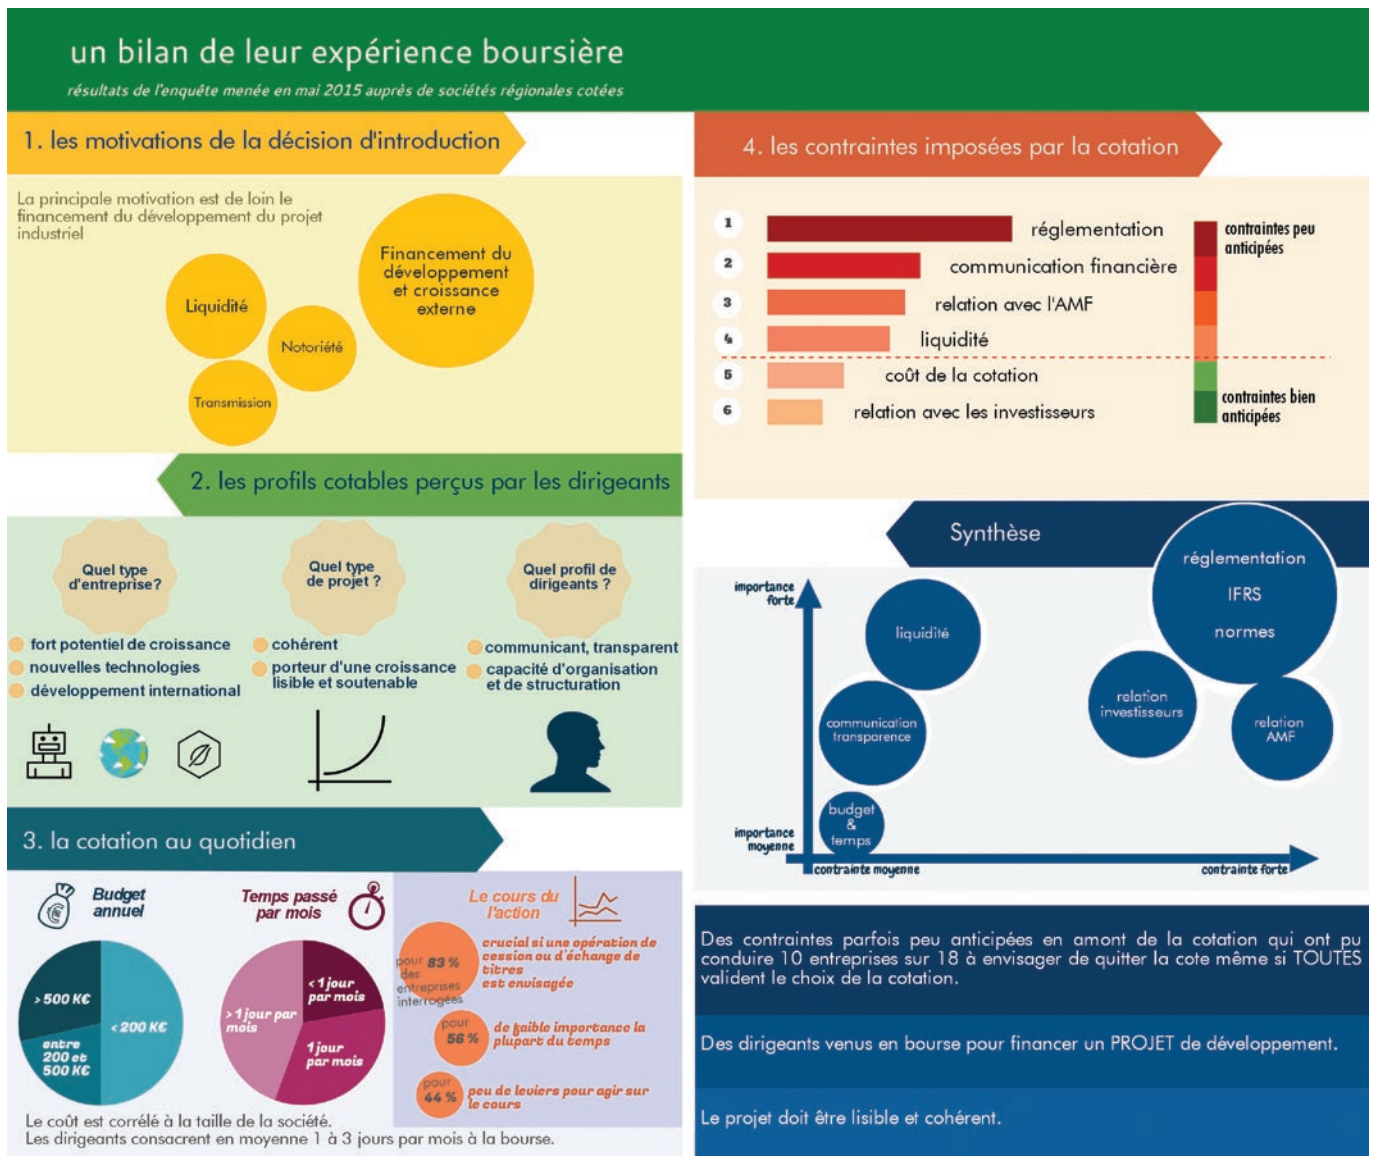 un bilan de leur expérience boursière
résultats de l'enquête menée en mai 2015 auprès de sociétés régionales cotées
1. les motivations de la décision d'introduction
La principale motivation est de loin le
financement du développement du projet
industriel
Financement du
développement
et croissance
externe
Liquidité
Notoriété
Transmission
2. les profils cotables perçus par les dirigeants
Quel type
d'entreprise?
fort potentiel de croissance
nouvelles technologies
développement international
Quel type
de projet ?
cohérent
porteur d'une croissance
lisible et soutenable
Quel profil de
dirigeants ?
communicant, transparent
capacité d'organisation
et de structuration
3. la cotation au quotidien
Budget
annuel
> 500 K€
< 200 K€
entre
200 et
500 K€
Temps passé
par mois
< 1 jour
par mois
> 1 jour par
mois
1 jour
par mois
Le cours du
l'action
pour 83 %
des
entreprises
interrogées
crucial si une opération de
cession ou d'échange de
titres
est envisagée
pour
56 %
de faible importance la
plupart du temps
pour
44 %
peu de leviers pour agir sur
le cours
Le coût est corrélé à la taille de la société.
Les dirigeants consacrent en moyenne 1 à 3 jours par mois à la bourse.
4. les contraintes imposées par la cotation
1 réglementation
2 communication financière
3 relation avec l'AMF
4 liquidité
5 coût de la cotation
6 relation avec les investisseurs
contraintes peu
anticipées
contraintes bien
anticipées
Synthèse
importance
forte
réglementation
IFRS
normes
liquidité
relation
investisseurs
communication
transparence
relation
AMF
budget
&
temps
importance
moyenne
contrainte moyenne
contrainte forte
Des contraintes parfois peu anticipées en amont de la cotation qui ont pu
conduire 10 entreprises sur 18 à envisager de quitter la cote même si TOUTES
valident le choix de la cotation.
Des dirigeants venus en bourse pour financer un PROJET de développement.
Le projet doit être lisible et cohérent.